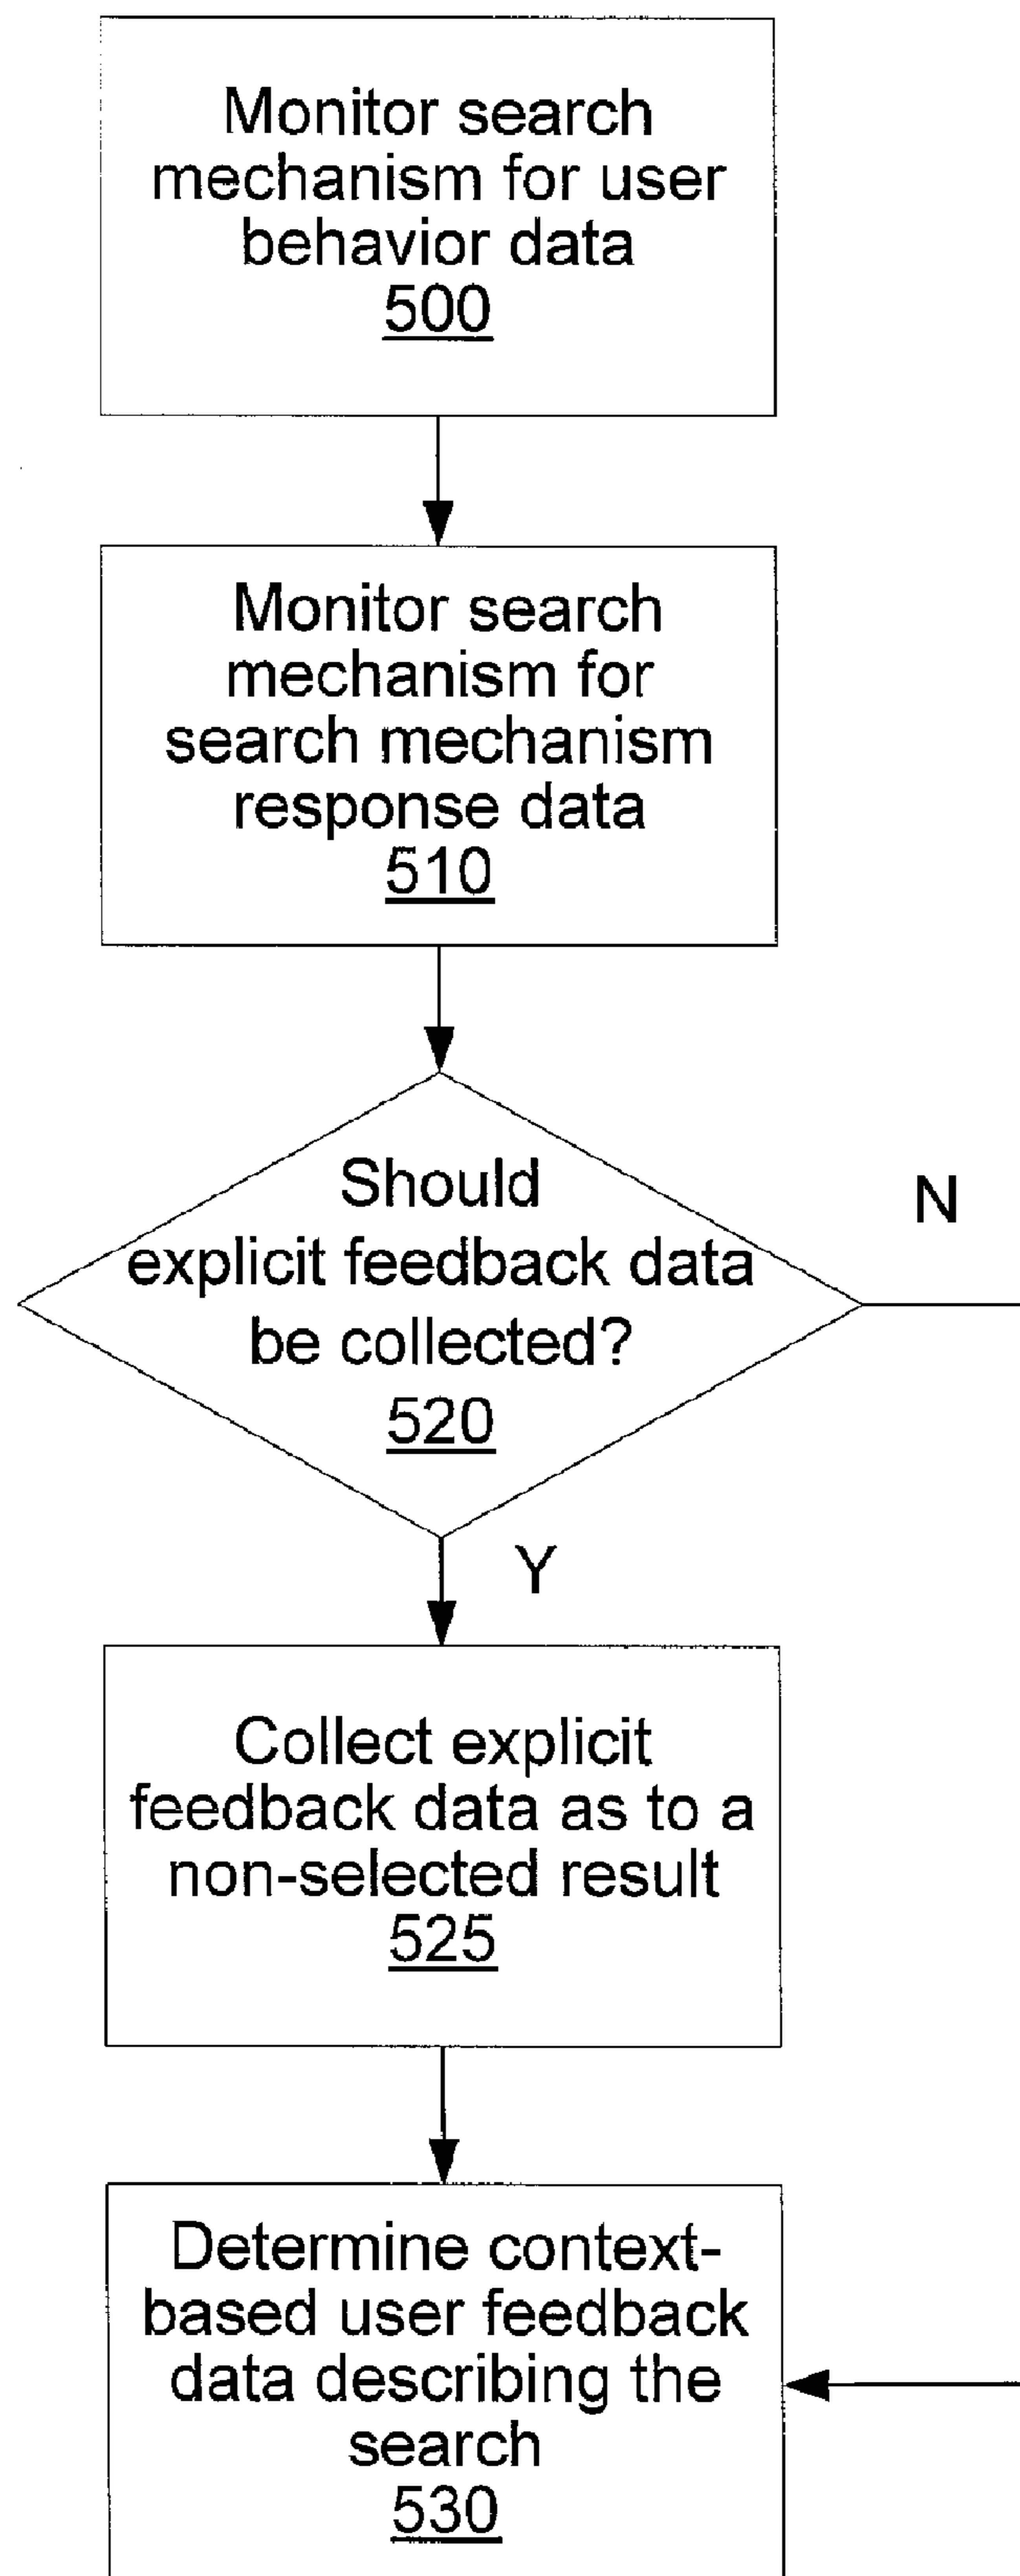 Monitor search
mechanism for user
behavior data
500
Monitor search
mechanism for
search mechanism
response data
510
Should
explicit feedback data
be collected?
520
N
Y
Collect explicit
feedback data as to a
non-selected result
525
Determine context-
based user feedback
data describing the
search
530